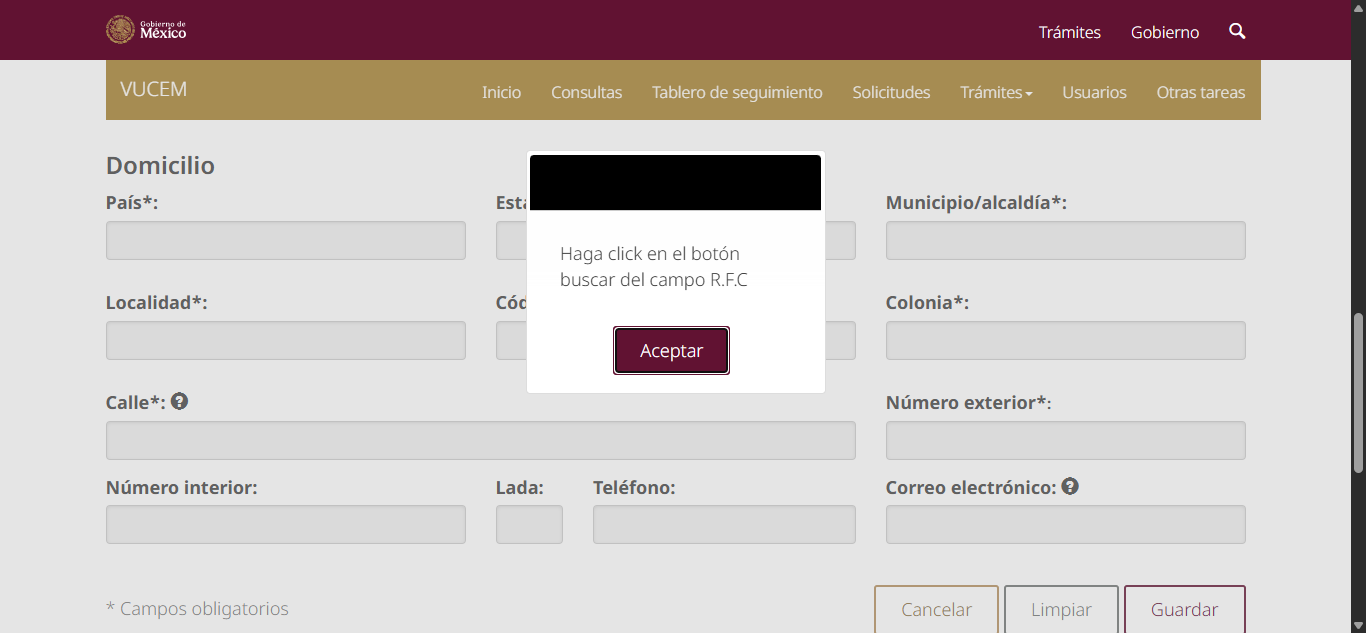 Gobierno de
México
Trámites
Gobierno
VUCEM
Inicio
Consultas
Tablero de seguimiento
Solicitudes
Trámites
Usuarios
Otras tareas
Domicilio
País*:
Municipio/alcaldía*:
Haga click en el botón
buscar del campo R.F.C
Aceptar
Localidad*:
Colonia*:
Calle*:
Número exterior*:
Número interior:
Lada:
Teléfono:
Correo electrónico:
* Campos obligatorios
Cancelar
Limpiar
Guardar